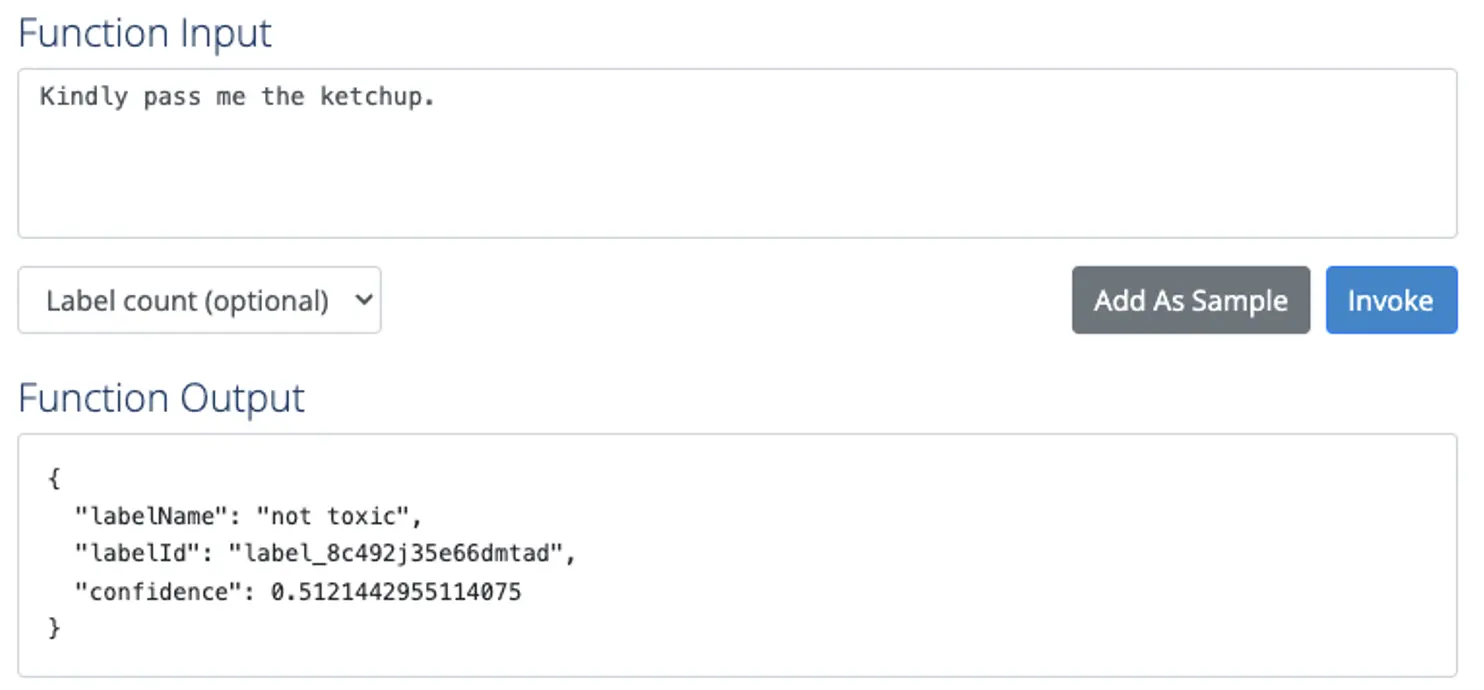 Function Input
Kindly pass me the ketchup.
Label count (optional)
Add As Sample
Invoke
Function Output
{
"labelName": "not toxic",
"labelId": "label_8c492j35e66dmtad",
"confidence": 0.5121442955114075
}